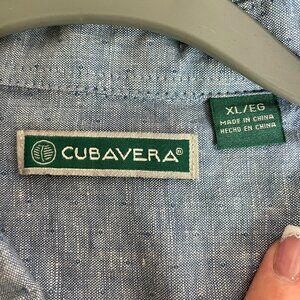 CUBAVERA®
XL/EG
MADE IN CHINA
HECHO EN CHINA